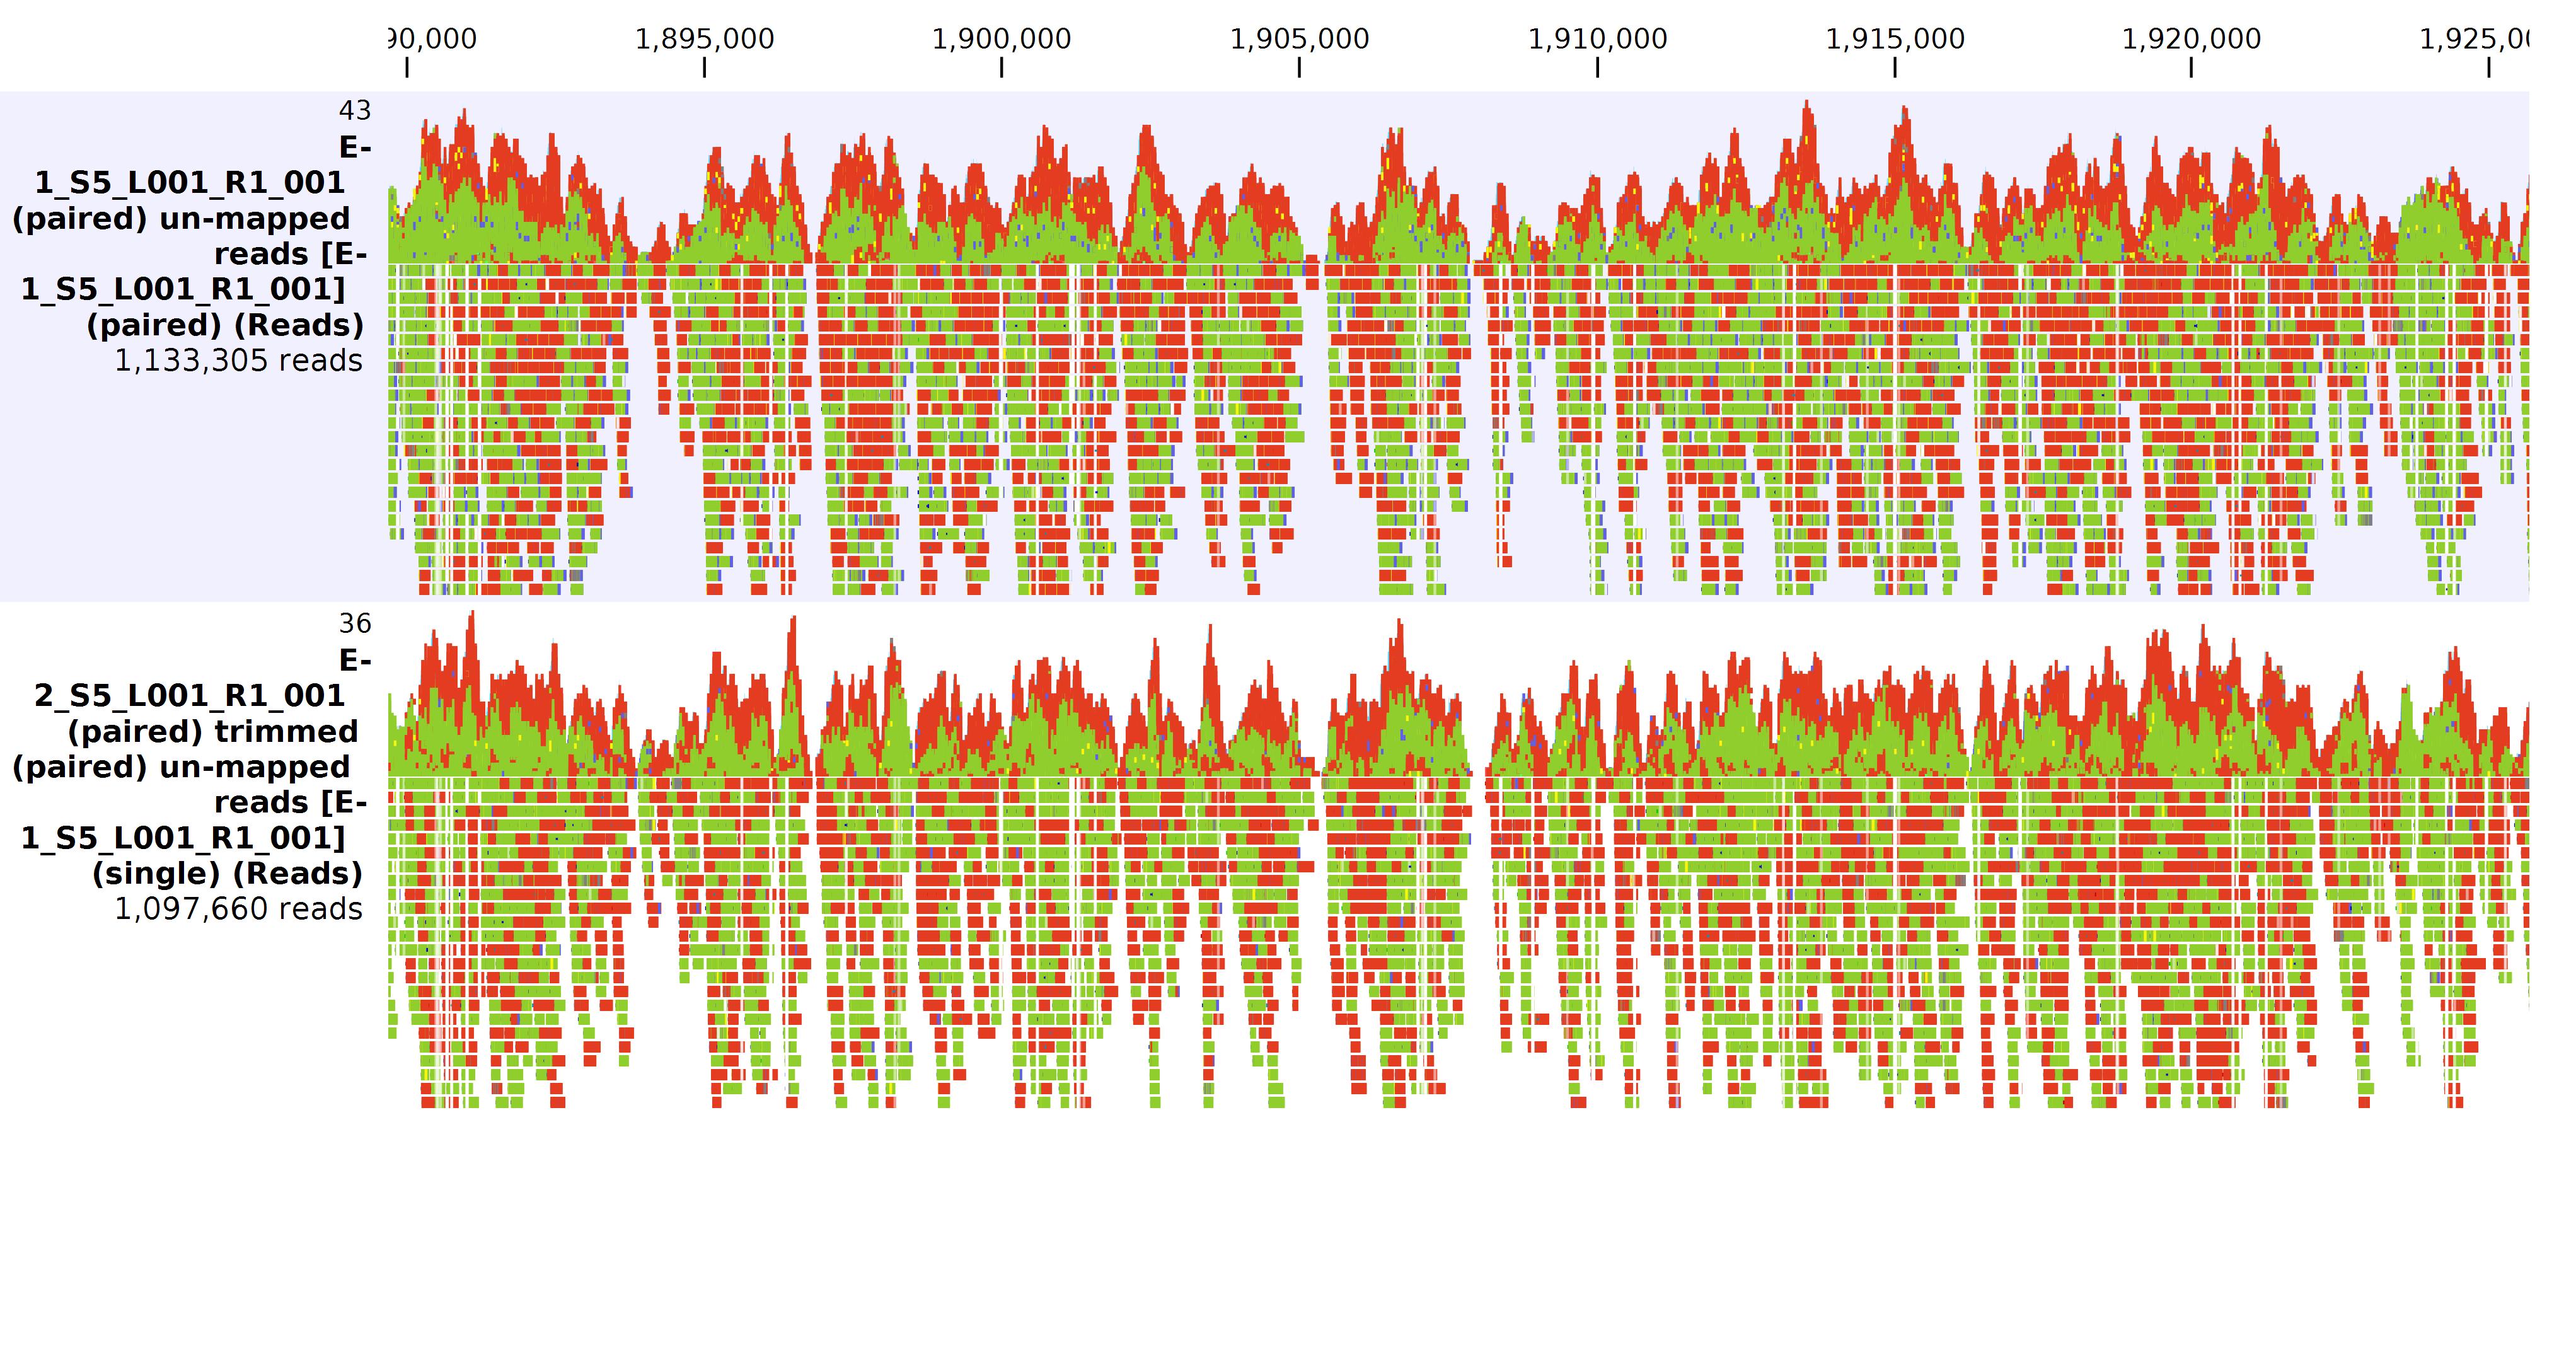 90,000 1,895,000 1,900,000 1,905,000 1,910,000 1,915,000 1,920,000 1,925,0
43
E-
1_S5_L001_R1_001
(paired) un-mapped
reads [E-
1_S5_L001_R1_001]
(paired) (Reads)
1,133,305 reads
36
E-
2_S5_L001_R1_001
(paired) trimmed
(paired) un-mapped
reads [E-
1_S5_L001_R1_001]
(single) (Reads)
1,097,660 reads